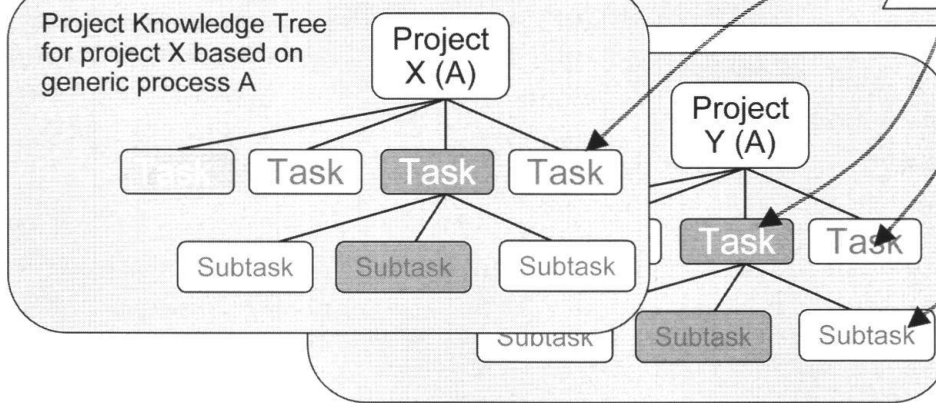 Project Knowledge Tree
for project X based on
generic process A
Project
X (A)
Task
Task
Task
Task
Subtask
Subtask
Subtask
Project
Y (A)
Task
Task
Subtask
Subtask
Subtask